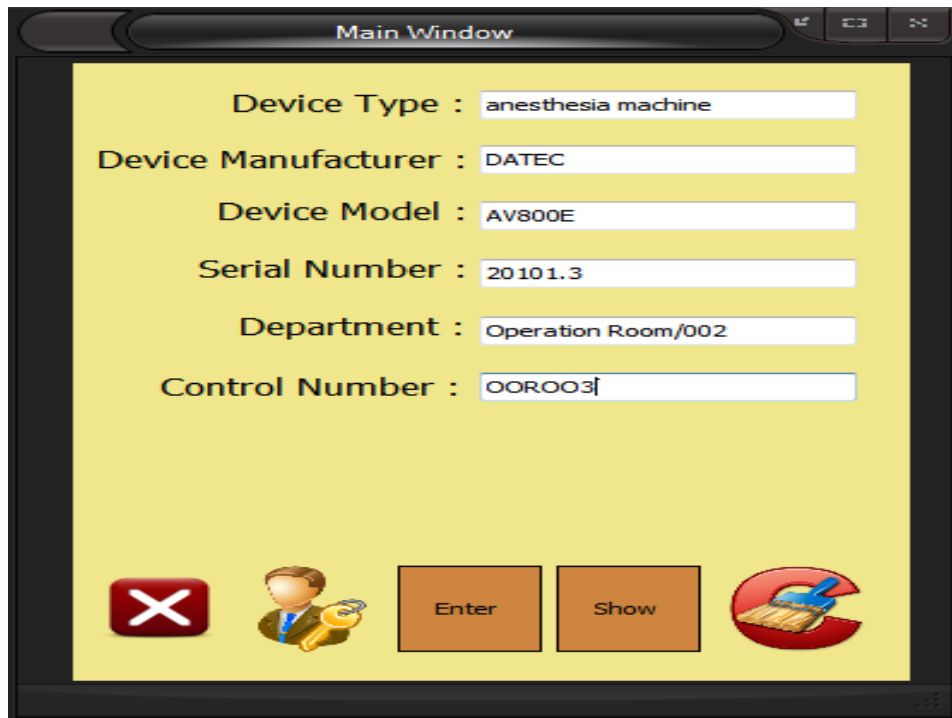 Main Window
Device Type : anesthesia machine
Device Manufacturer : DATEC
Device Model : AV800E
Serial Number : 20101.3
Department : Operation Room/002
Control Number : OOROO3
Enter Show